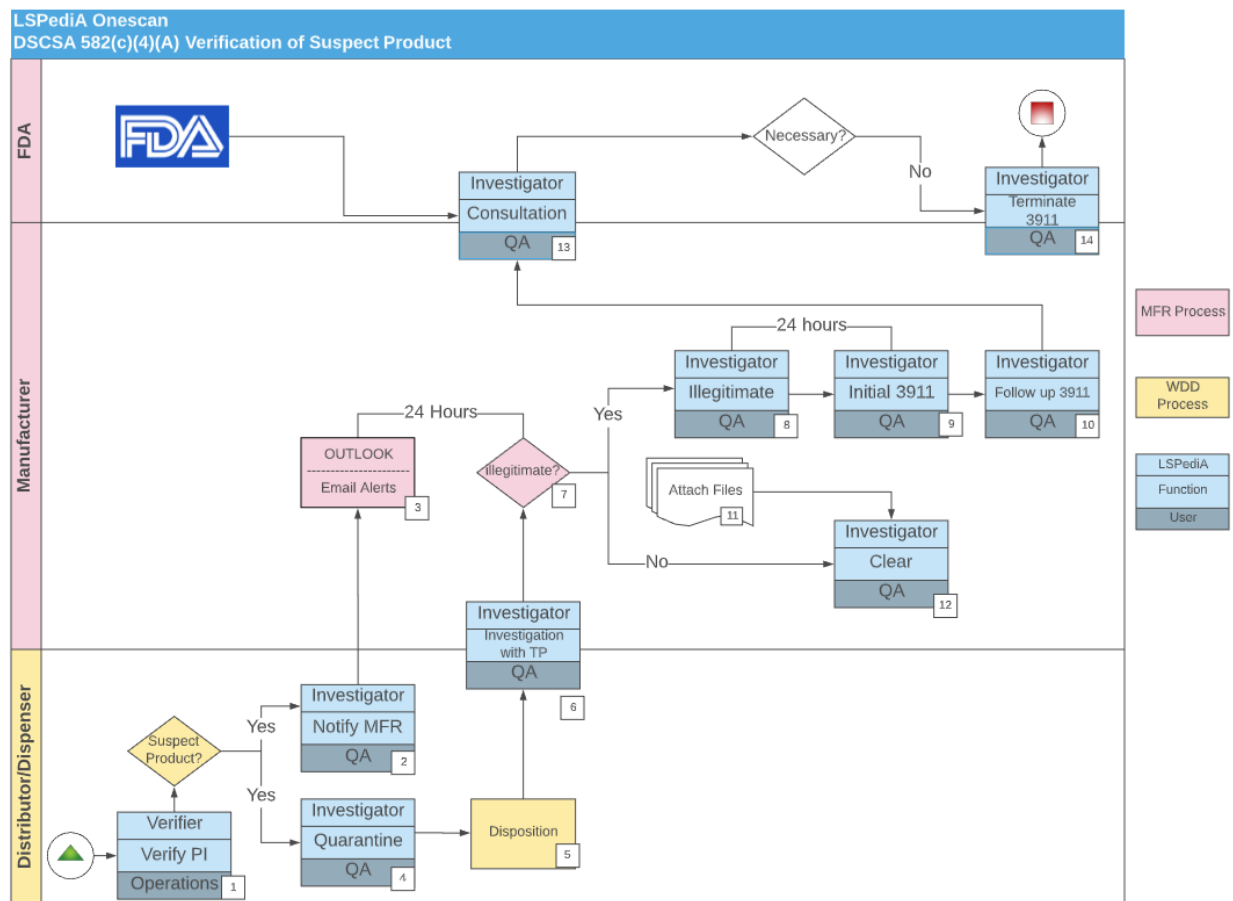 LSPediA Onescan
DSCSA 582(c)(4)(A) Verification of Suspect Product
FDA
FDA
Necessary?
No
Investigator
Consultation
QA
13
Investigator
Terminate
3911
QA
14
Manufacturer
24 hours
Investigator
Illegitimate
QA
8
Investigator
Initial 3911
QA
9
Investigator
Follow up 3911
QA
10
24 Hours
Yes
OUTLOOK
--------------------
Email Alerts
3
illegitimate?
7
Attach Files
11
No
Investigator
Clear
QA
12
Investigator
Investigation
with TP
QA
6
Distributor/Dispenser
Suspect
Product?
Yes
Yes
Investigator
Notify MFR
QA
2
Investigator
Quarantine
QA
4
Disposition
5
Verifier
Verify PI
Operations
1
MFR Process
WDD
Process
LSPediA
Function
User